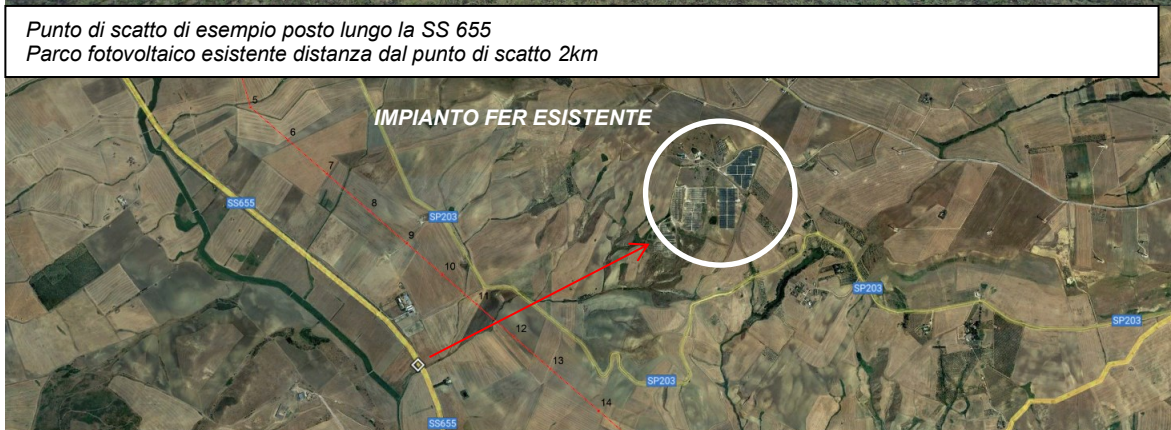 Punto di scatto di esempio posto lungo la SS 655
Parco fotovoltaico esistente distanza dal punto di scatto 2km
IMPIANTO FER ESISTENTE
5
6
7
8
SS655
SP203
9
10
11
12
13
14
SP203
SP203
SP203
SS655